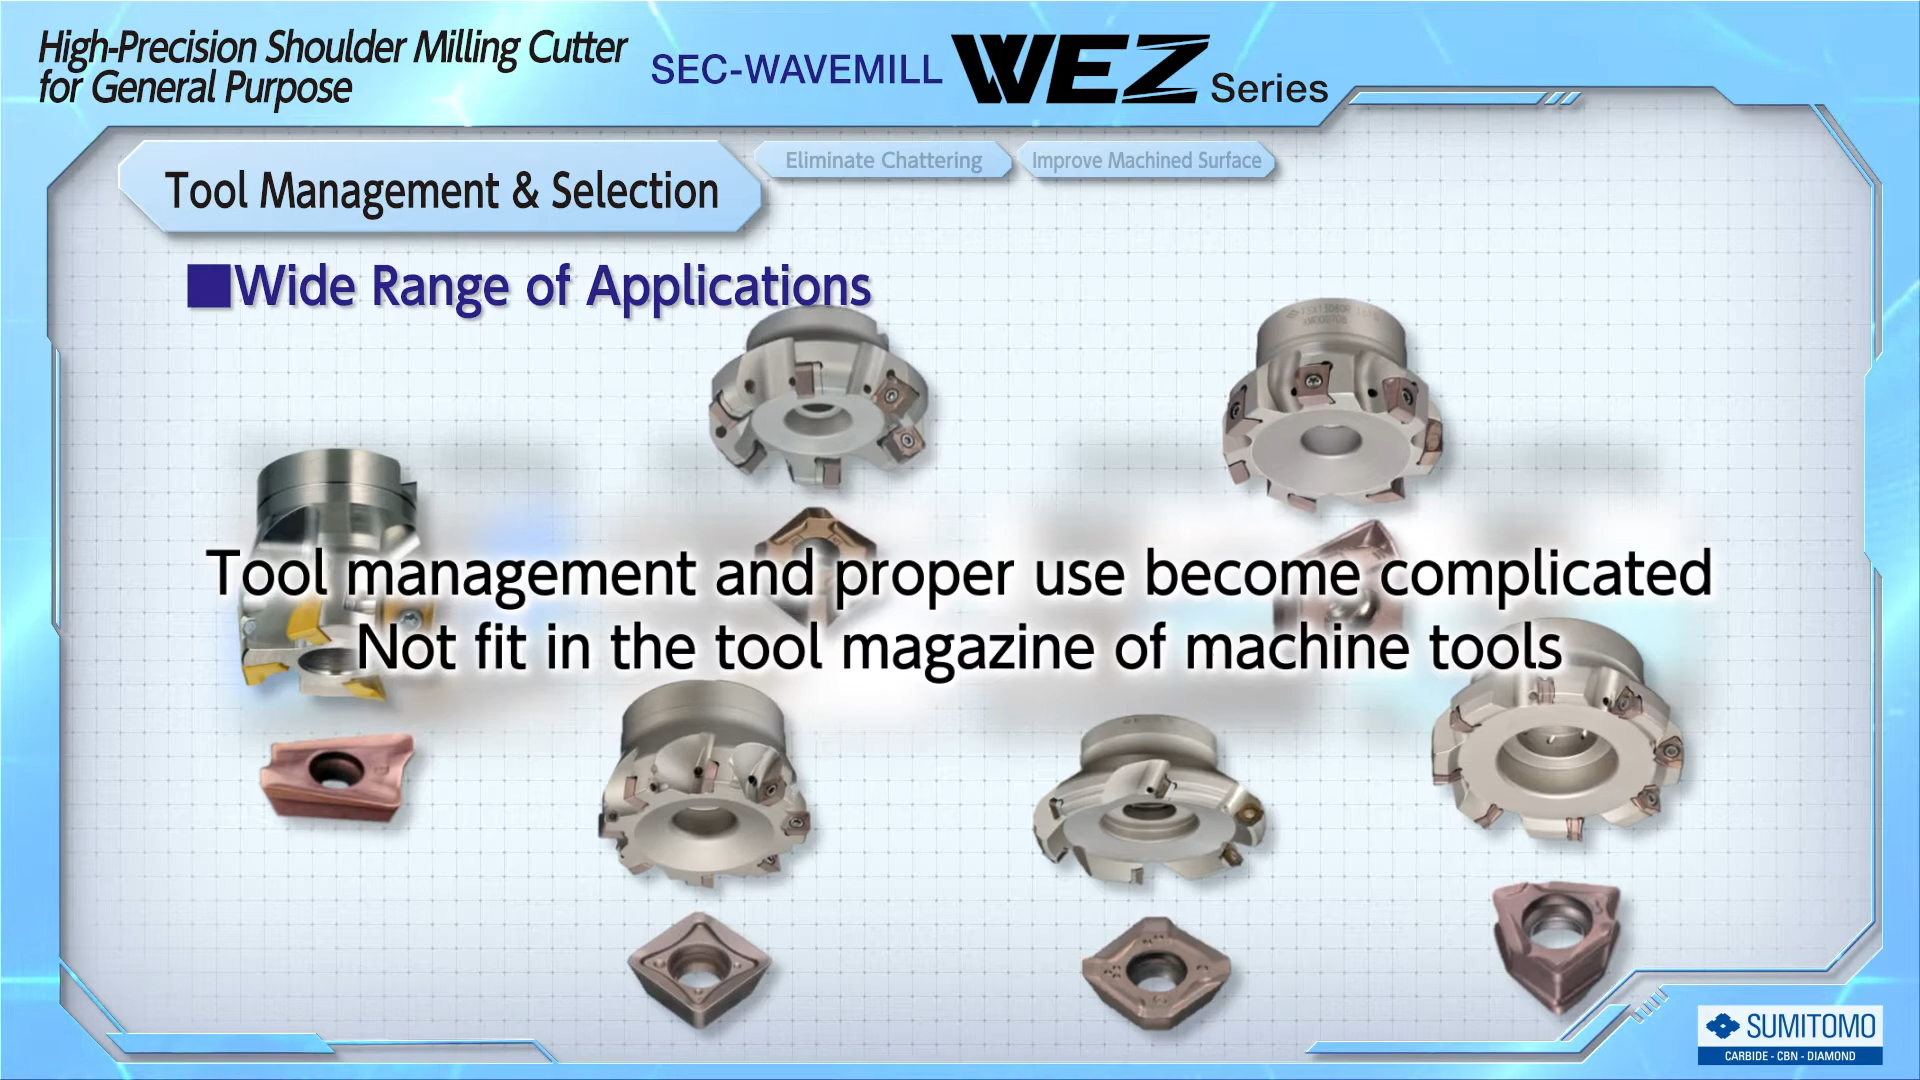 High-Precision Shoulder Milling Cutter
for General Purpose
SEC-WAVEMILL WEZ Series
Tool Management & Selection
Eliminate Chattering
Improve Machined Surface
■Wide Range of Applications
Tool management and proper use become complicated
Not fit in the tool magazine of machine tools
SUMITOMO
CARBIDE - CBN - DIAMOND